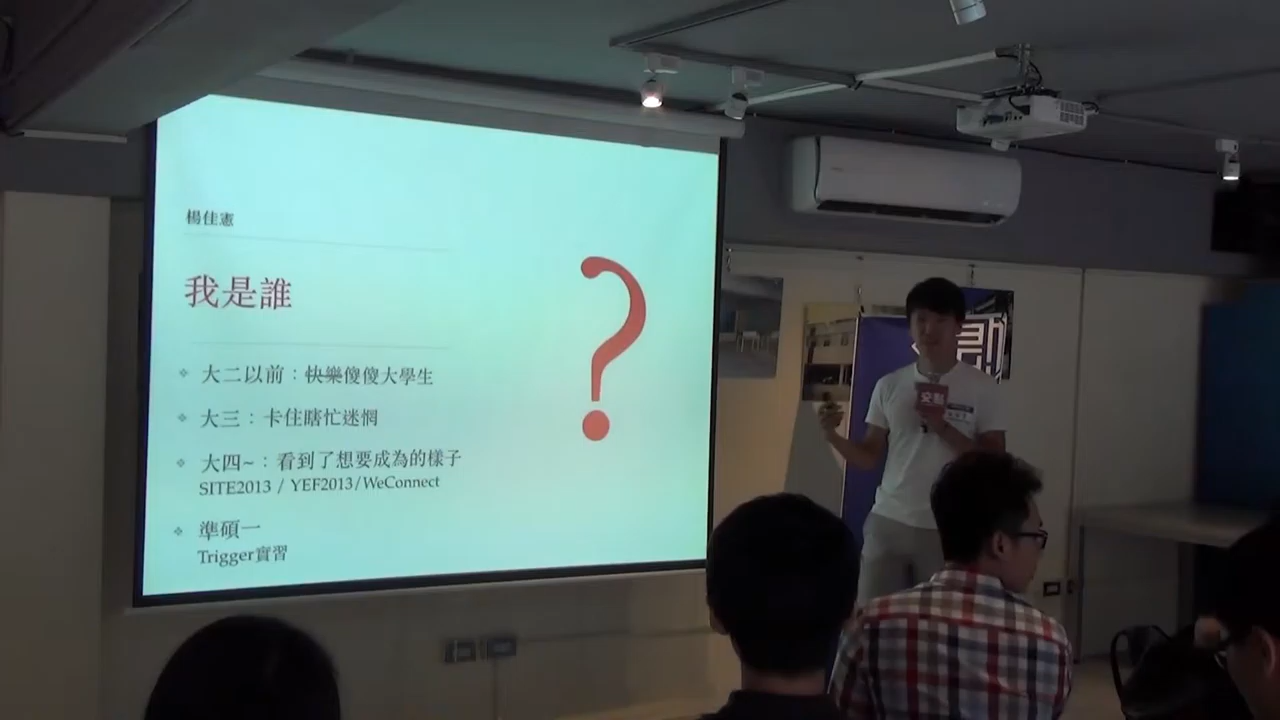 楊佳憲
我是誰
?
大二以前：快樂傻傻大學生
大三：卡住瞎忙迷惘
大四~：看到了想要成為的樣子
SITE2013 / YEF2013/WeConnect
準碩一
Trigger實習
創